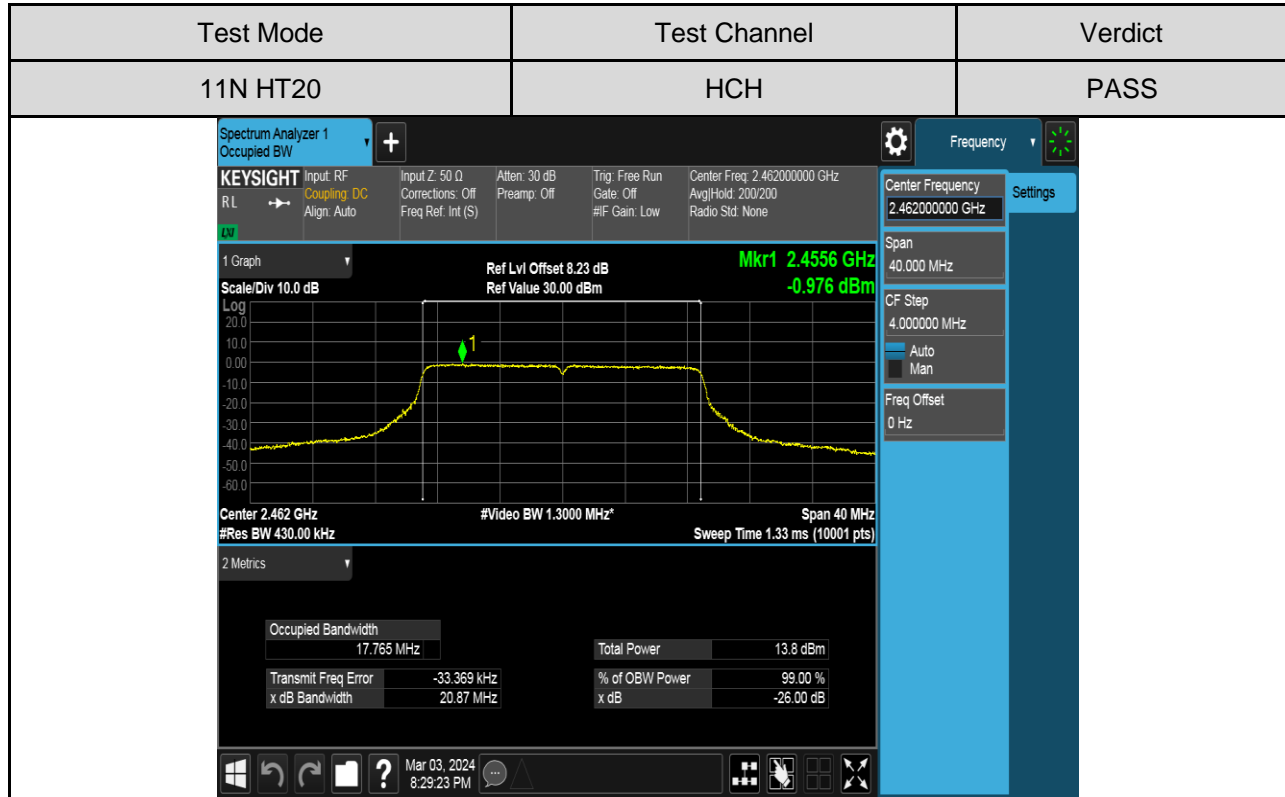 Test Mode Test Channel Verdict
11N HT20 HCH PASS
Spectrum Analyzer 1
Occupied BW
+
Frequency
KEYSIGHT Input: RF Input Z: 50 Ω Atten: 30 dB Trig: Free Run Center Freq: 2.462000000 GHz
RL Coupling: DC Corrections: Off Preamp: Off Gate: Off Avg|Hold: 200/200
Align: Auto Freq Ref: Int (S) #IF Gain: Low Radio Std: None
LXI
Center Frequency
2.462000000 GHz
Settings
Span
40.000 MHz
CF Step
4.000000 MHz
Auto
Man
Freq Offset
0 Hz
1 Graph Ref Lvl Offset 8.23 dB Mkr1 2.4556 GHz
Scale/Div 10.0 dB Ref Value 30.00 dBm -0.976 dBm
Log
20.0
10.0
1
0.00
-10.0
-20.0
-30.0
-40.0
-50.0
-60.0
Center 2.462 GHz #Video BW 1.3000 MHz* Span 40 MHz
#Res BW 430.00 kHz Sweep Time 1.33 ms (10001 pts)
2 Metrics
Occupied Bandwidth
17.765 MHz Total Power 13.8 dBm
Transmit Freq Error -33.369 kHz % of OBW Power 99.00 %
x dB Bandwidth 20.87 MHz x dB -26.00 dB
? Mar 03, 2024
8:29:23 PM